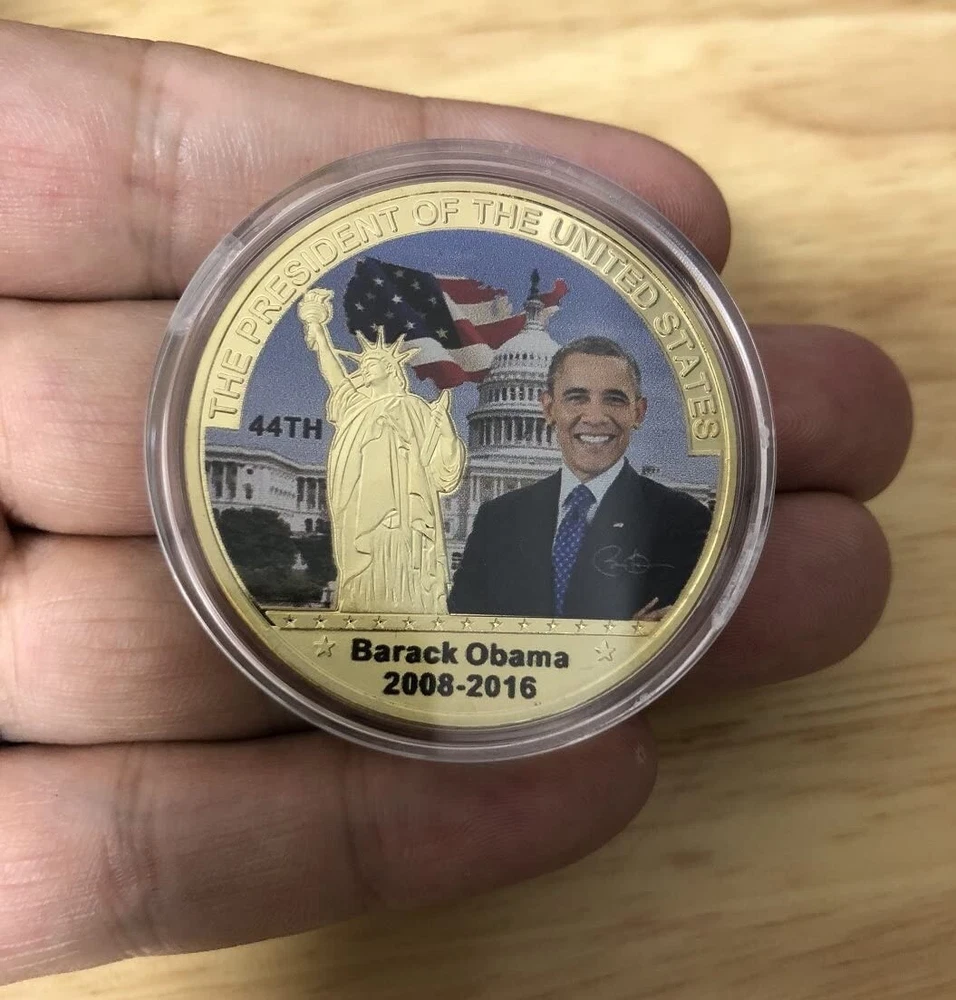 THE PRESIDENT OF THE UNITED STATES
44TH
Barack Obama
2008-2016